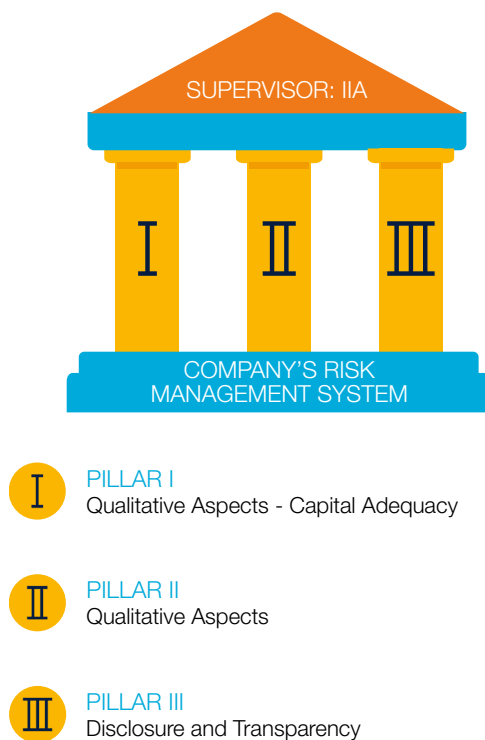 SUPERVISOR: IIA
I II III
COMPANY'S RISK
MANAGEMENT SYSTEM
I
PILLAR I
Qualitative Aspects - Capital Adequacy
II
PILLAR II
Qualitative Aspects
III
PILLAR III
Disclosure and Transparency